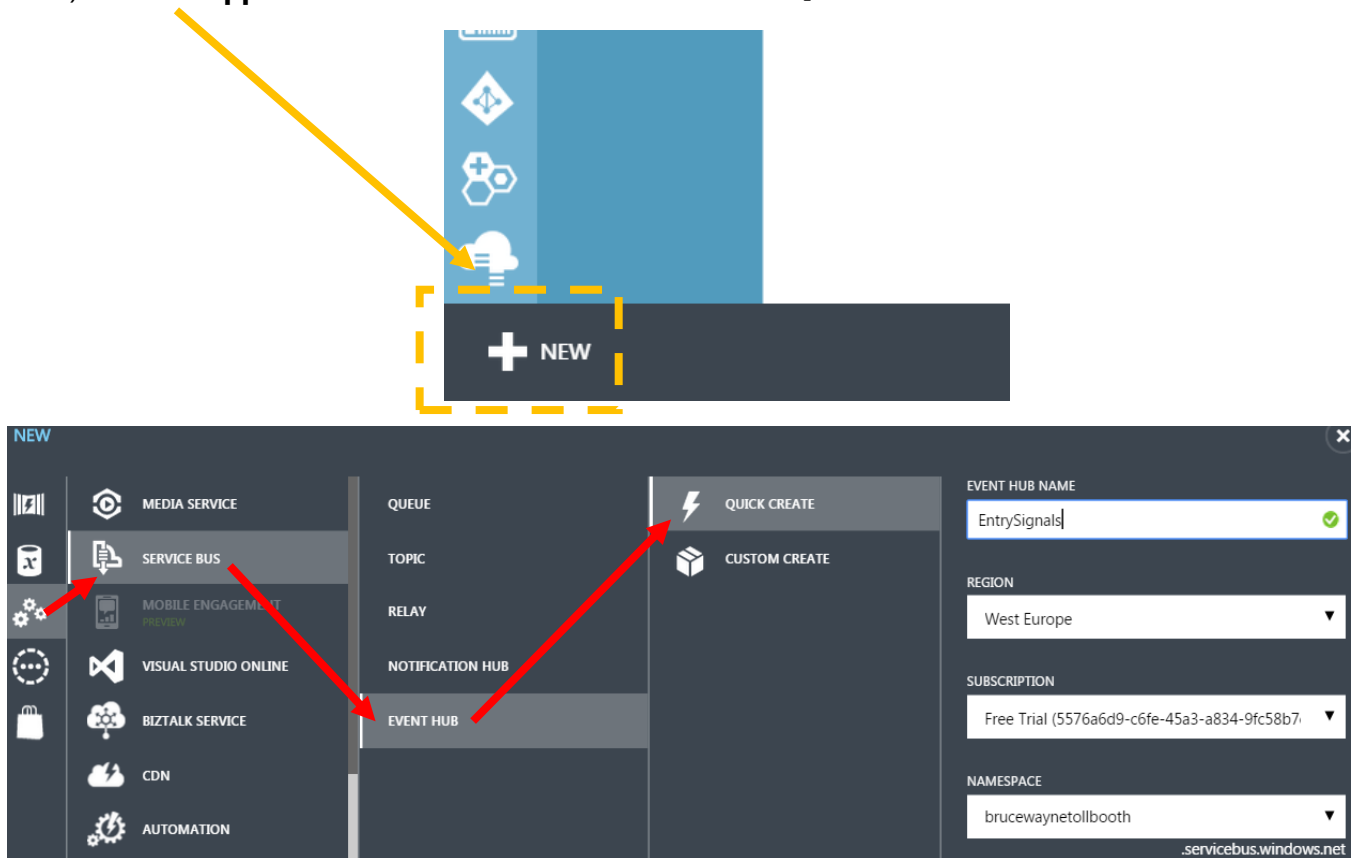 NEW
NEW
MEDIA SERVICE
SERVICE BUS
MOBILE ENGAGEMENT
PREVIEW
VISUAL STUDIO ONLINE
BIZTALK SERVICE
CDN
AUTOMATION
QUEUE
TOPIC
RELAY
NOTIFICATION HUB
EVENT HUB
QUICK CREATE
CUSTOM CREATE
EVENT HUB NAME
EntrySignals
REGION
West Europe
SUBSCRIPTION
Free Trial (5576a6d9-c6fe-45a3-a834-9fc58b7
NAMESPACE
brucewaynetollbooth
.servicebus.windows.net